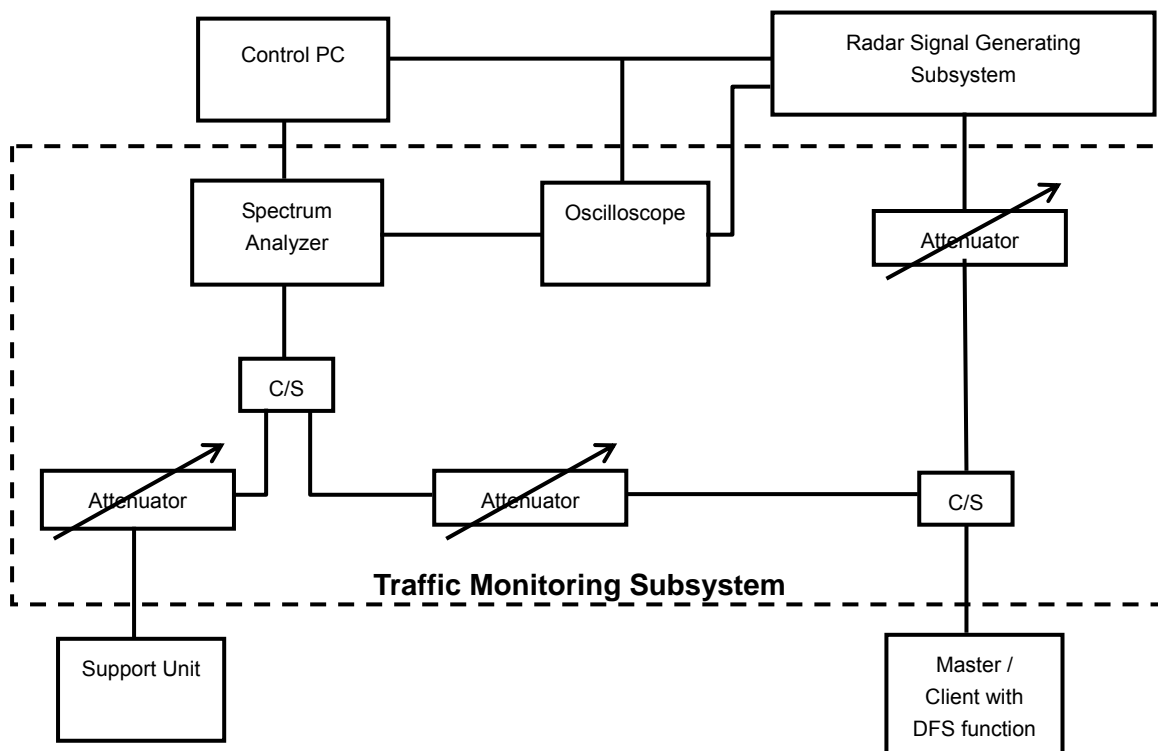 Control PC
Radar Signal Generating
Subsystem
Spectrum
Analyzer
Oscilloscope
Attenuator
C/S
Attenuator
Attenuator
C/S
Traffic Monitoring Subsystem
Support Unit
Master /
Client with
DFS function